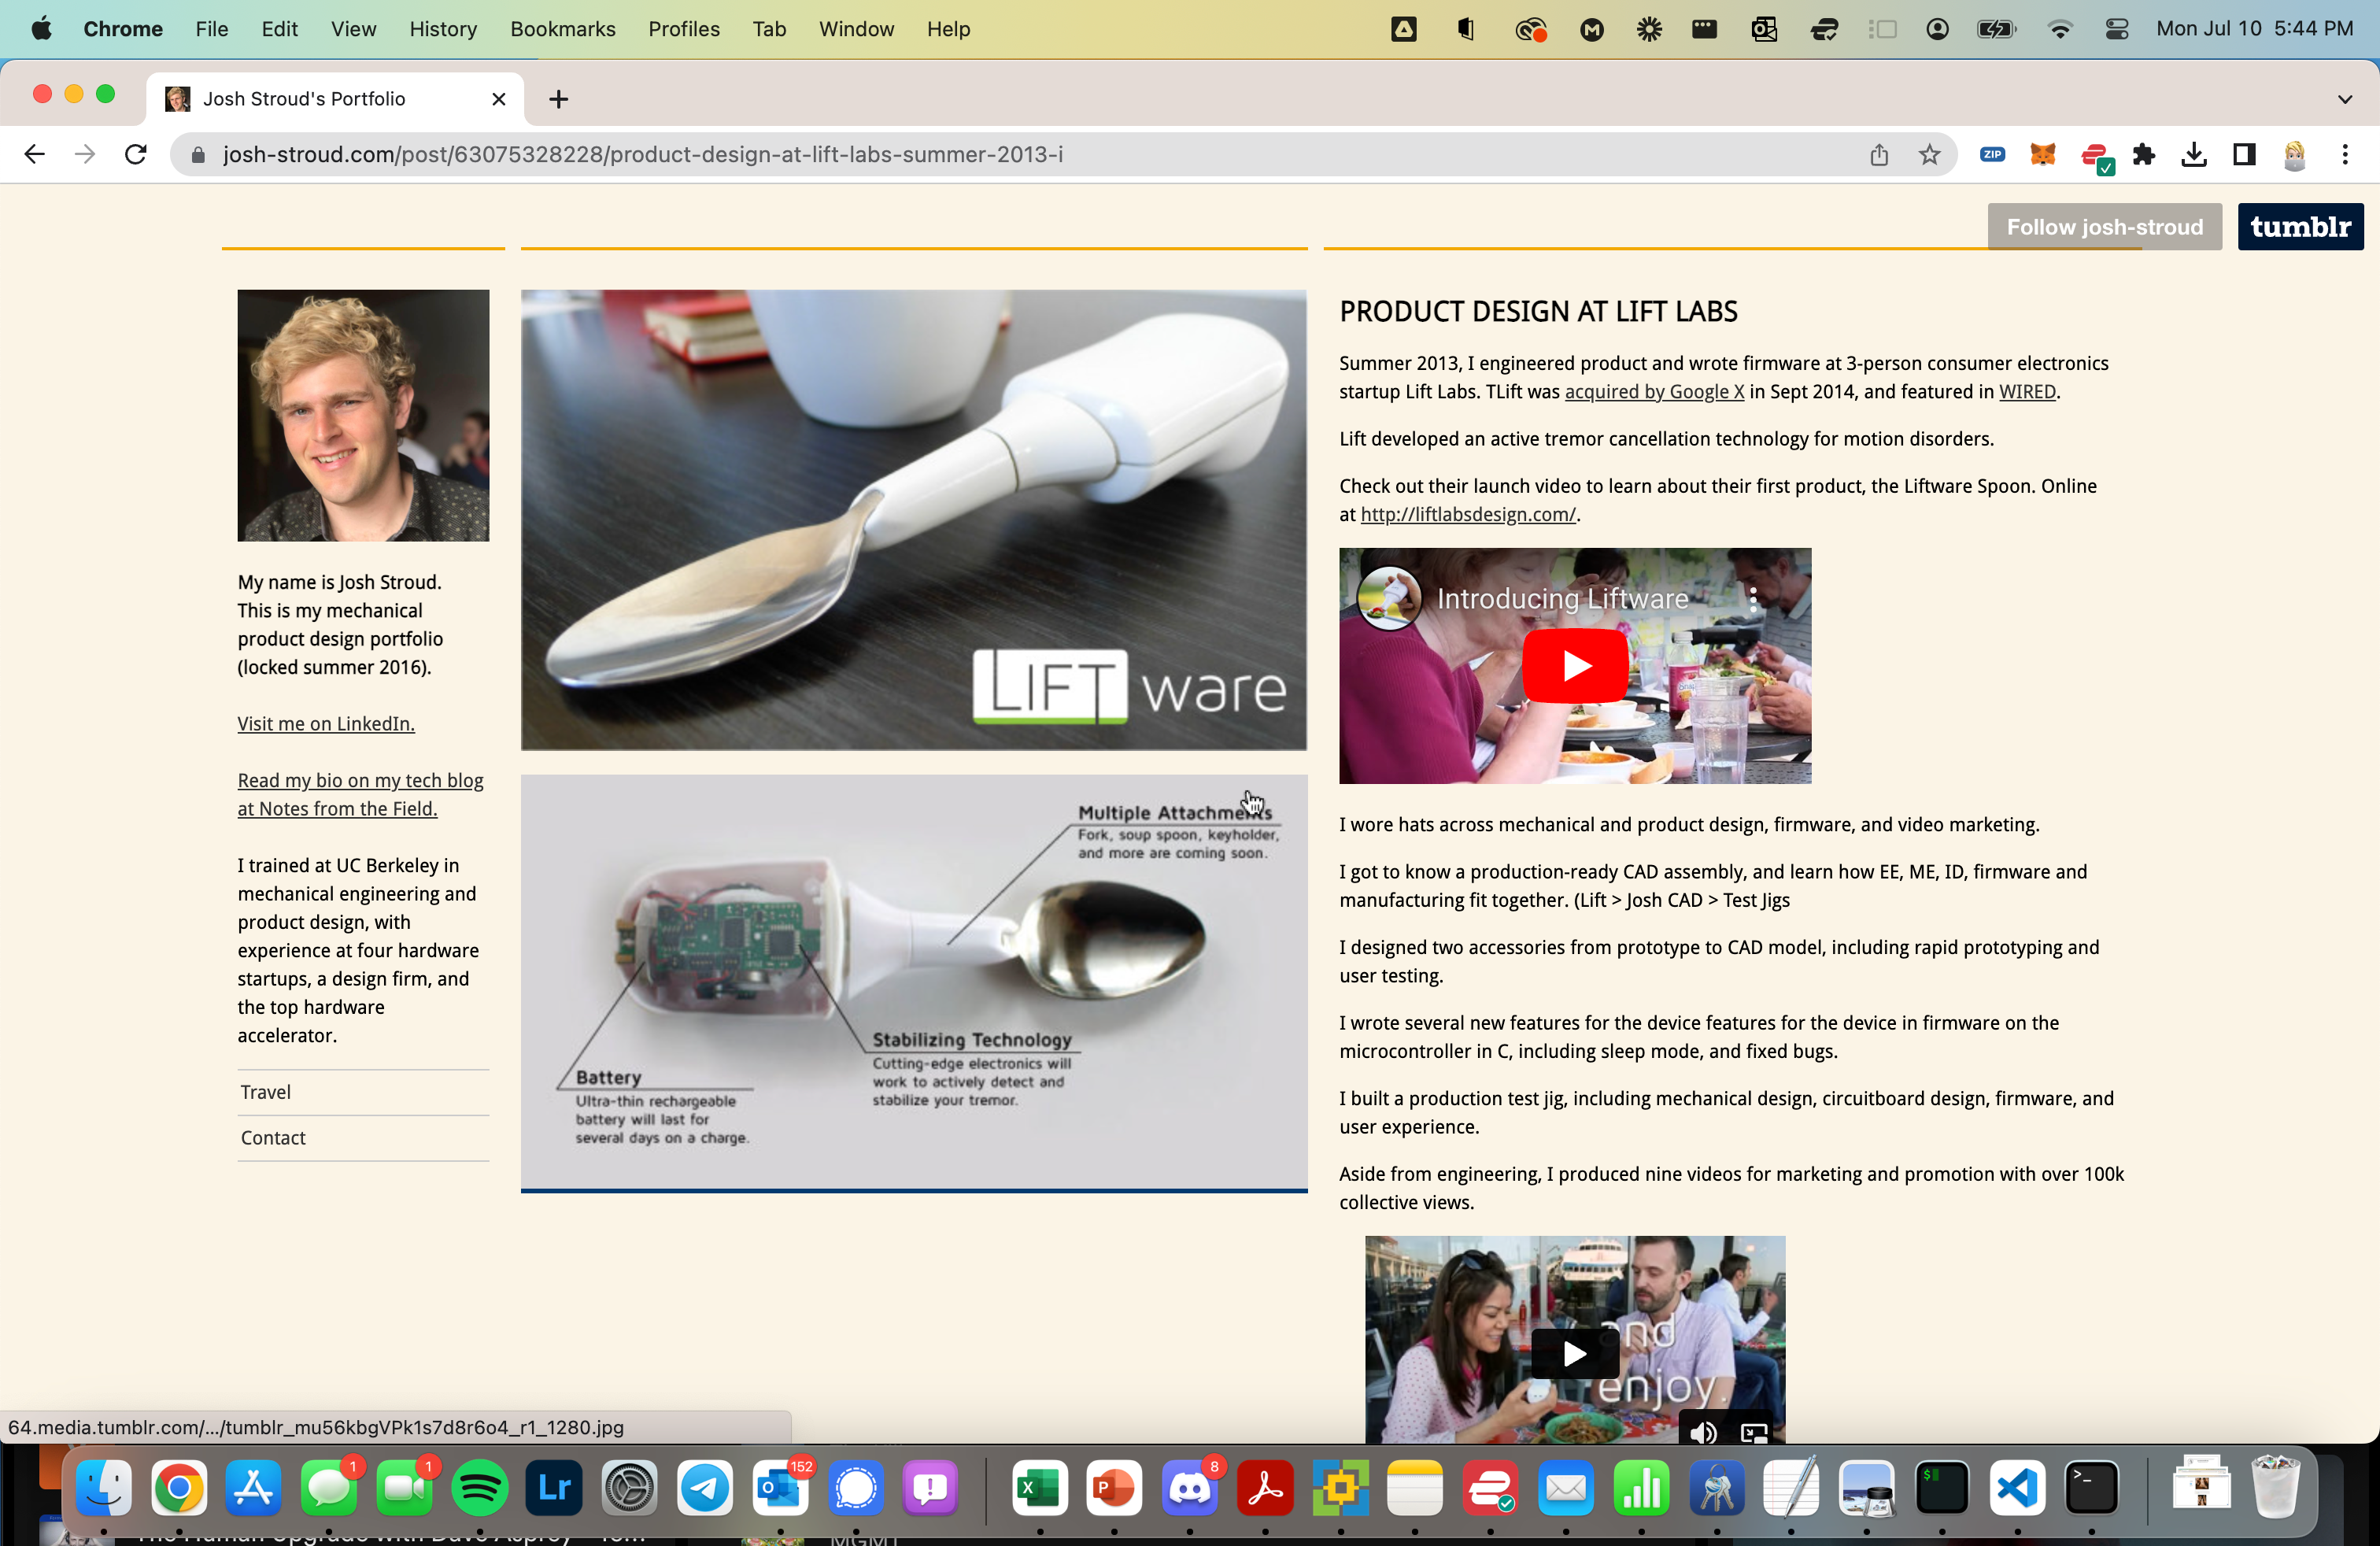 Chrome File Edit View History Bookmarks Profiles Tab Window Help Mon Jul 10 5:44 PM
Josh Stroud's Portfolio
josh-stroud.com/post/63075328228/product-design-at-lift-labs-summer-2013-i
ZIP
Follow josh-stroud
tumblr
My name is Josh Stroud.
This is my mechanical
product design portfolio
(locked summer 2016).
Visit me on LinkedIn.
Read my bio on my tech blog
at Notes from the Field.
I trained at UC Berkeley in
mechanical engineering and
product design, with
experience at four hardware
startups, a design firm, and
the top hardware
accelerator.
Travel
Contact
LIFT ware
Multiple Attachments
Fork, soup spoon, keyholder,
and more are coming soon.
Stabilizing Technology
Cutting-edge electronics will
work to actively detect and
stabilize your tremor.
Battery
Ultra-thin rechargeable
battery will last for
several days on a charge.
PRODUCT DESIGN AT LIFT LABS
Summer 2013, I engineered product and wrote firmware at 3-person consumer electronics
startup Lift Labs. TLift was acquired by Google X in Sept 2014, and featured in WIRED.
Lift developed an active tremor cancellation technology for motion disorders.
Check out their launch video to learn about their first product, the Liftware Spoon. Online
at http://liftlabsdesign.com/.
Introducing Liftware
I wore hats across mechanical and product design, firmware, and video marketing.
I got to know a production-ready CAD assembly, and learn how EE, ME, ID, firmware and
manufacturing fit together. (Lift > Josh CAD > Test Jigs
I designed two accessories from prototype to CAD model, including rapid prototyping and
user testing.
I wrote several new features for the device features for the device in firmware on the
microcontroller in C, including sleep mode, and fixed bugs.
I built a production test jig, including mechanical design, circuitboard design, firmware, and
user experience.
Aside from engineering, I produced nine videos for marketing and promotion with over 100k
collective views.
and
enjoy.
64.media.tumblr.com/.../tumblr_mu56kbgVPk1s7d8r6o4_r1_1280.jpg
1 1 Lr 152 8
The Human Upgrade with Dave Asprey
MGMT